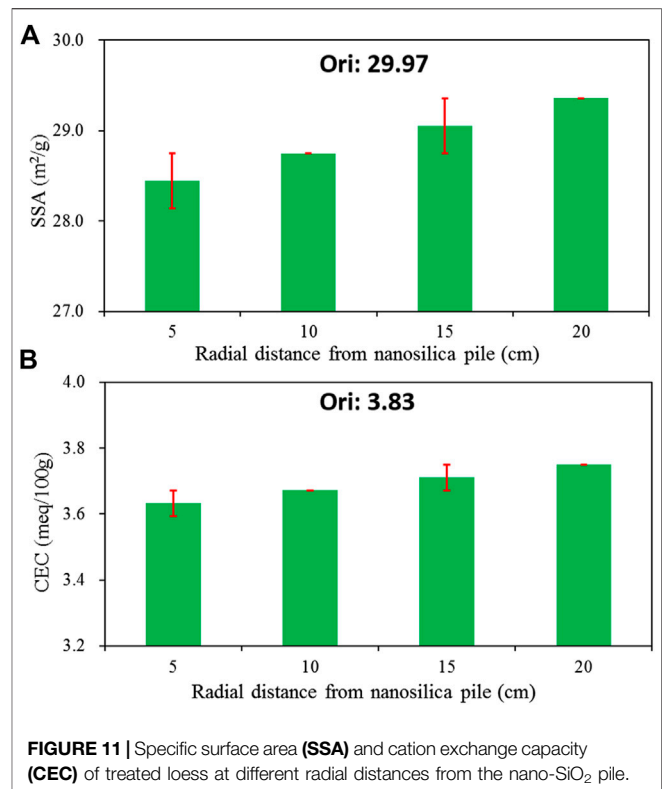 A
30.0
Ori: 29.97
29.0
28.0
27.0
SSA (m²/g)
5 10 15 20
Radial distance from nanosilica pile (cm)
B
4.0
Ori: 3.83
3.8
3.6
3.4
3.2
CEC (meq/100g)
5 10 15 20
Radial distance from nanosilica pile (cm)
FIGURE 11 | Specific surface area (SSA) and cation exchange capacity
(CEC) of treated loess at different radial distances from the nano-SiO₂ pile.